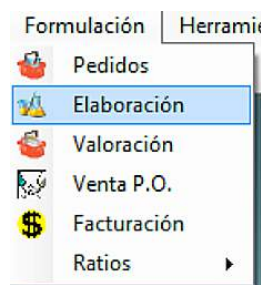 Formulación Herramie
Pedidos
Elaboración
Valoración
Venta P.O.
Facturación
Ratios